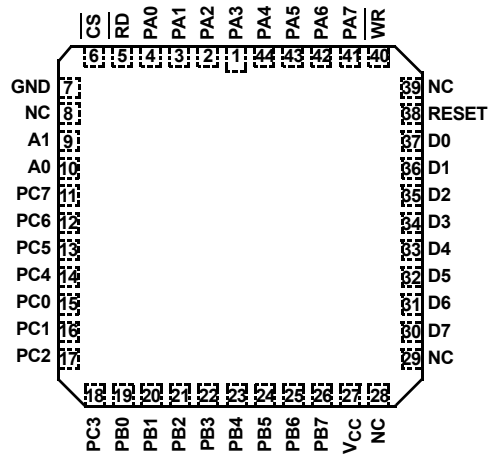 CS RD PA0 PA1 PA2 PA3 PA4 PA5 PA6 PA7 WR
6 5 4 3 2 1 44 43 42 41 40
GND 7 39 NC
NC 8 38 RESET
A1 9 37 D0
A0 10 36 D1
PC7 11 35 D2
PC6 12 34 D3
PC5 13 33 D4
PC4 14 32 D5
PC0 15 31 D6
PC1 16 30 D7
PC2 17 29 NC
18 19 20 21 22 23 24 25 26 27 28
PC3 PB0 PB1 PB2 PB3 PB4 PB5 PB6 PB7 VCC NC